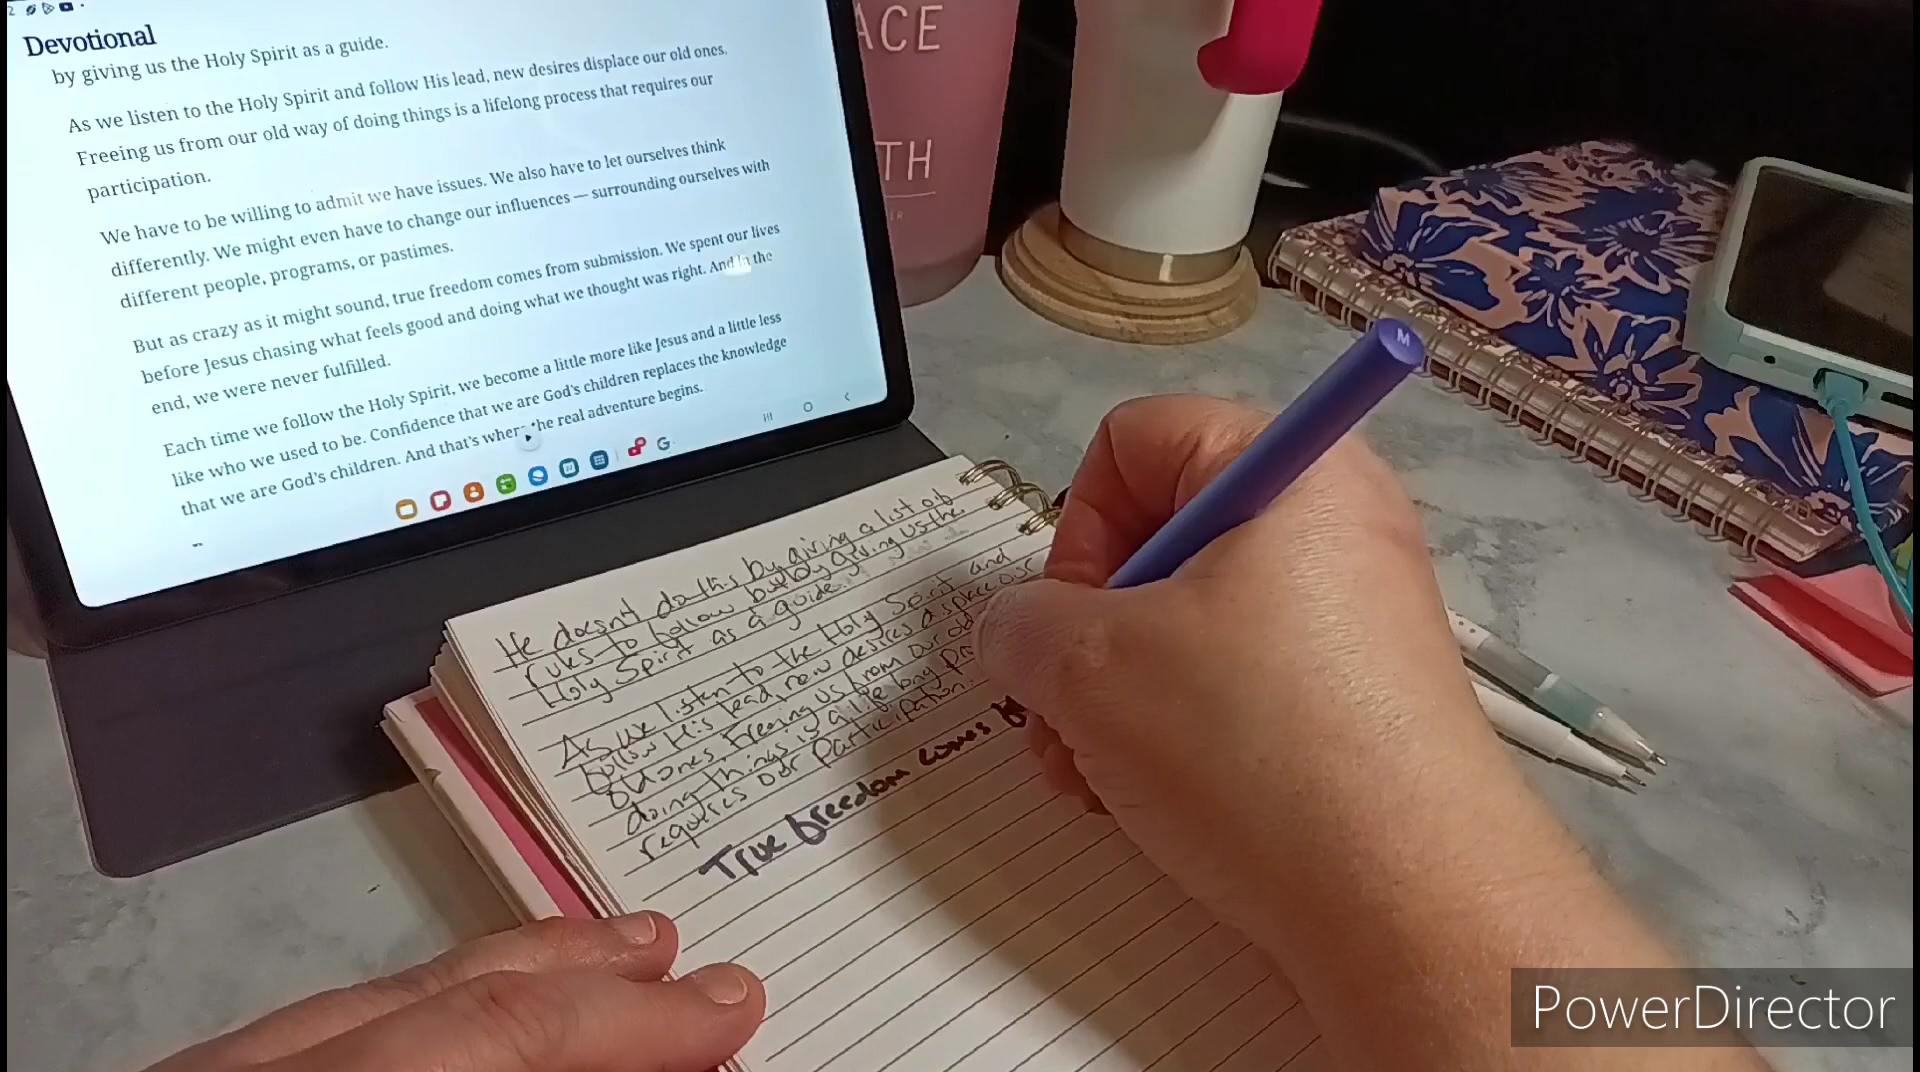 Devotional
by giving us the Holy Spirit as a guide.
As we listen to the Holy Spirit and follow His lead, new desires displace our old ones.
Freeing us from our old way of doing things is a lifelong process that requires our
participation.
We have to be willing to admit we have issues. We also have to let ourselves think
differently. We might even have to change our influences — surrounding ourselves with
different people, programs, or pastimes.
But as crazy as it might sound, true freedom comes from submission. We spent our lives
before Jesus chasing what feels good and doing what we thought was right. And in the
end, we were never fulfilled.
Each time we follow the Holy Spirit, we become a little more like Jesus and a little less
like who we used to be. Confidence that we are God's children replaces the knowledge
that we are God's children. And that's where the real adventure begins.
He doesn't do this by giving a list of
rules to follow but by giving us the
Holy Spirit as a guide.
As we listen to the Holy Spirit and
follow His lead, new desires displace our
old ones. Freeing us from our old
doing things is a life long
requires our participation.
True freedom comes
ACE
TH
M
PowerDirector